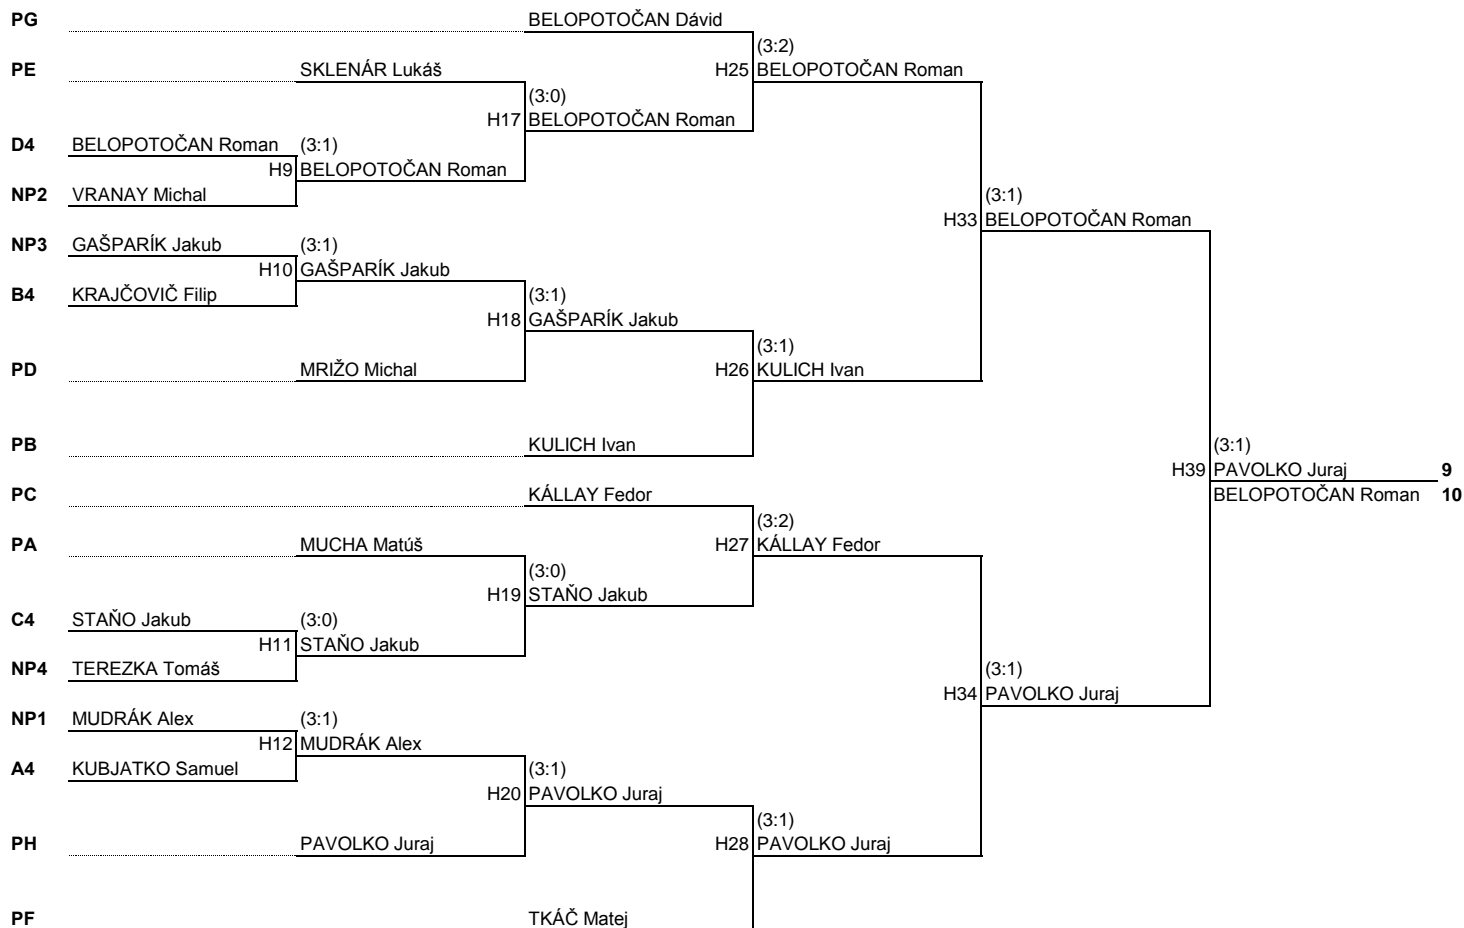 PG BELOPOTOČAN Dávid
(3:2)
PE SKLENÁR Lukáš H25 BELOPOTOČAN Roman
(3:0)
H17 BELOPOTOČAN Roman
D4 BELOPOTOČAN Roman (3:1)
H9 BELOPOTOČAN Roman
NP2 VRANAY Michal (3:1)
H33 BELOPOTOČAN Roman
NP3 GAŠPARÍK Jakub (3:1)
H10 GAŠPARÍK Jakub
B4 KRAJČOVIČ Filip (3:1)
H18 GAŠPARÍK Jakub
(3:1)
PD MRIŽO Michal H26 KULICH Ivan
PB KULICH Ivan (3:1)
H39 PAVOLKO Juraj 9
PC KÁLLAY Fedor BELOPOTOČAN Roman 10
(3:2)
PA MUCHA Matúš H27 KÁLLAY Fedor
(3:0)
H19 STAŇO Jakub
C4 STAŇO Jakub (3:0)
H11 STAŇO Jakub
NP4 TEREZKA Tomáš (3:1)
H34 PAVOLKO Juraj
NP1 MUDRÁK Alex (3:1)
H12 MUDRÁK Alex
A4 KUBJATKO Samuel (3:1)
H20 PAVOLKO Juraj
(3:1)
PH PAVOLKO Juraj H28 PAVOLKO Juraj
PF TKÁČ Matej